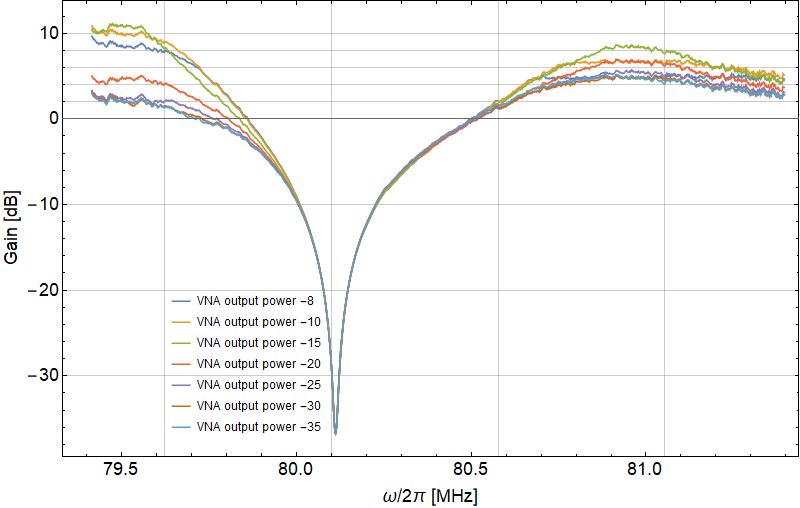 10
0
−10
−20
−30
Gain [dB]
VNA output power −8
VNA output power −10
VNA output power −15
VNA output power −20
VNA output power −25
VNA output power −30
VNA output power −35
79.5 80.0 80.5 81.0
ω/2π [MHz]